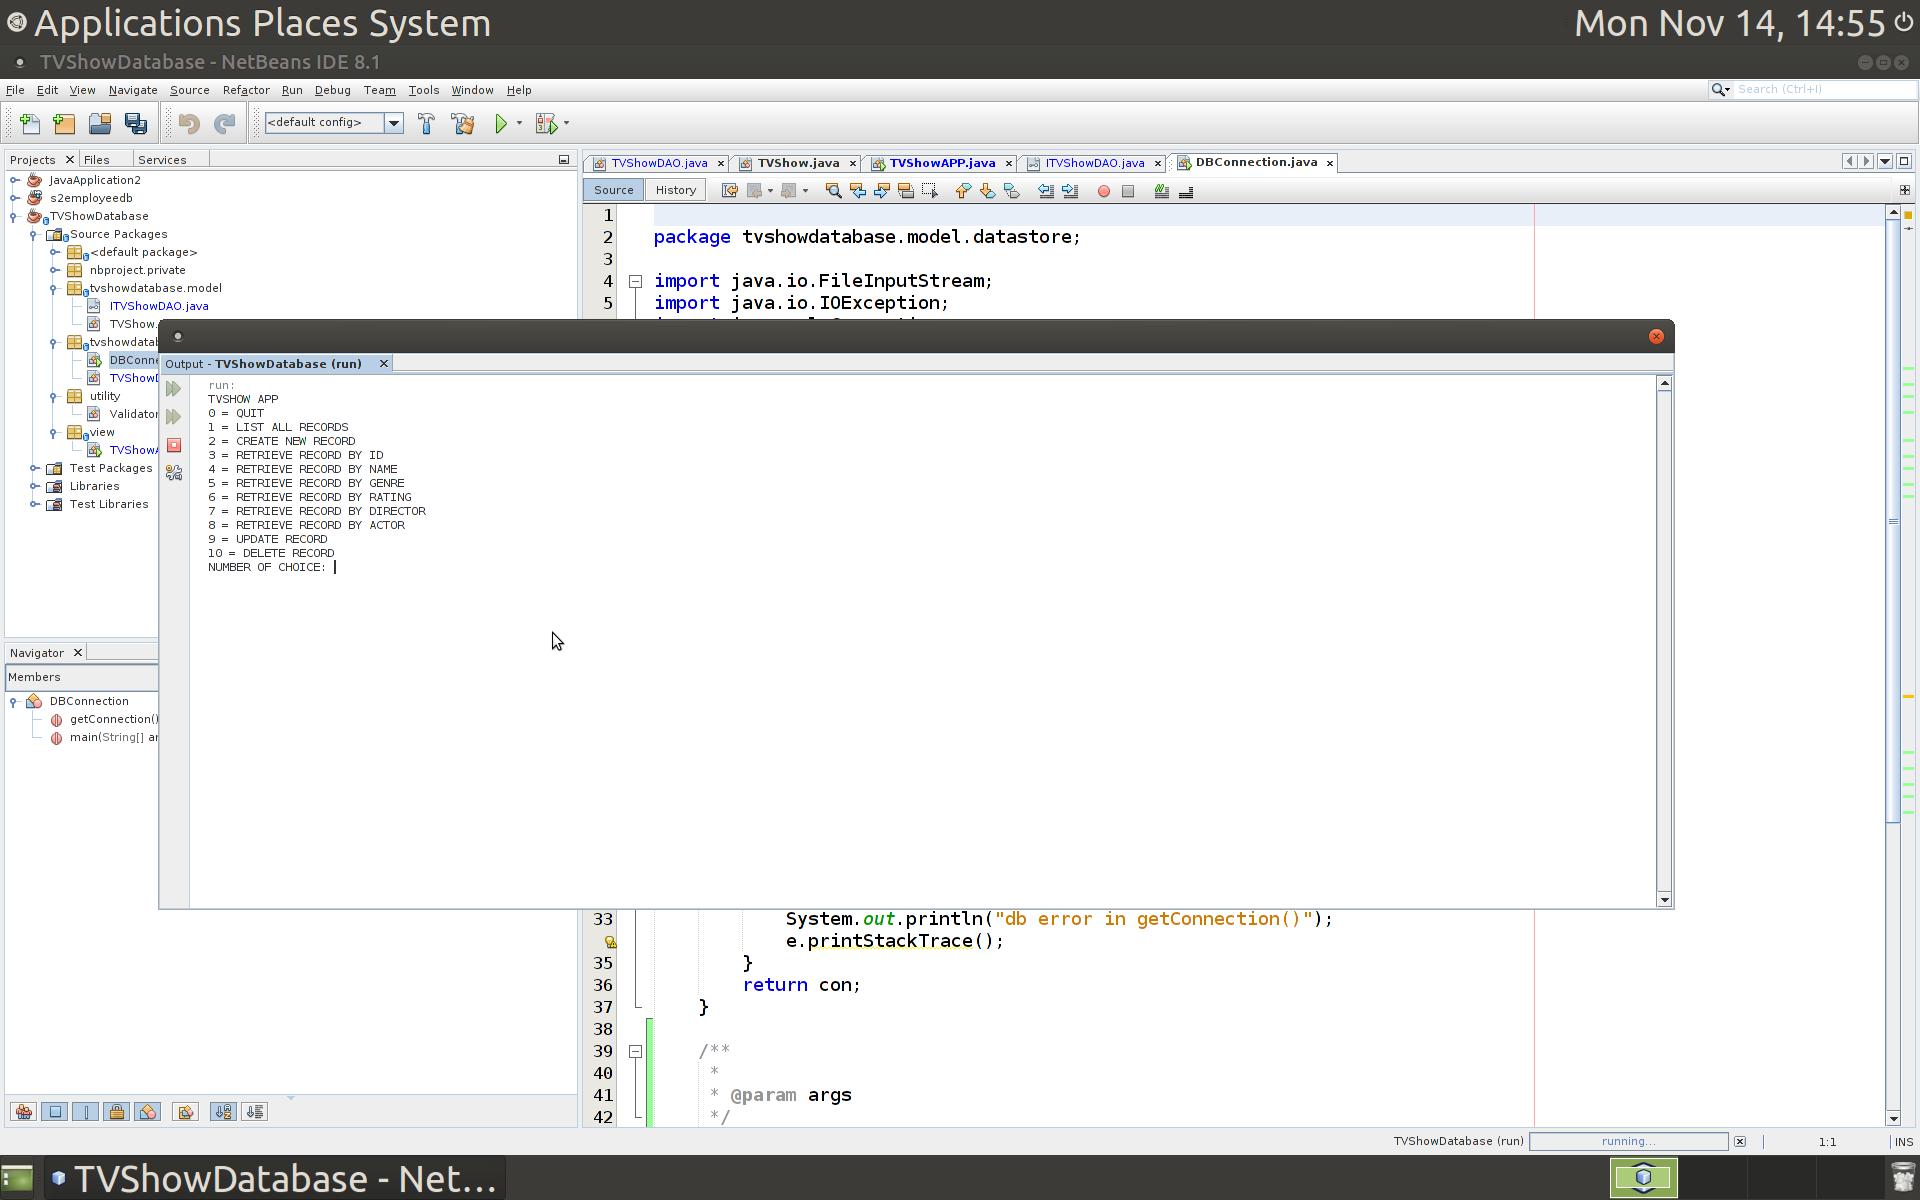 Applications Places System
Mon Nov 14, 14:55
TVShowDatabase - NetBeans IDE 8.1
File Edit View Navigate Source Refactor Run Debug Team Tools Window Help
Search (Ctrl+I)
<default config>
Projects Files Services
JavaApplication2
s2employeedb
TVShowDatabase
Source Packages
<default package>
nbproject.private
tvshowdatabase.model
ITVShowDAO.java
TVShow.
tvshowdatab
DBConne
TVShow
utility
Validator
view
TVShow
Test Packages
Libraries
Test Libraries
Navigator
Members
DBConnection
getConnection()
main(String[] ar
TVShowDAO.java TVShow.java TVShowAPP.java ITVShowDAO.java DBConnection.java
Source History
1
2 package tvshowdatabase.model.datastore;
3
4 import java.io.FileInputStream;
5 import java.io.IOException;
Output - TVShowDatabase (run)
run:
TVSHOW APP
0 = QUIT
1 = LIST ALL RECORDS
2 = CREATE NEW RECORD
3 = RETRIEVE RECORD BY ID
4 = RETRIEVE RECORD BY NAME
5 = RETRIEVE RECORD BY GENRE
6 = RETRIEVE RECORD BY RATING
7 = RETRIEVE RECORD BY DIRECTOR
8 = RETRIEVE RECORD BY ACTOR
9 = UPDATE RECORD
10 = DELETE RECORD
NUMBER OF CHOICE:
33 System.out.println("db error in getConnection()");
e.printStackTrace();
35 }
36 return con;
37 }
38
39 /**
40 *
41 * @param args
42 */
TVShowDatabase (run) running... 1:1 INS
TVShowDatabase - Net...